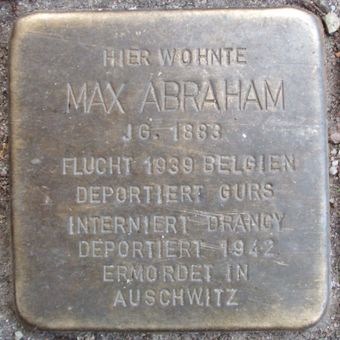 HIER WOHNTE
MAX ABRAHAM
JG. 1883
FLUCHT 1939 BELGIEN
DEPORTIERT GURS
INTERNIERT DRANCY
DEPORTIERT 1942
ERMORDET IN
AUSCHWITZ